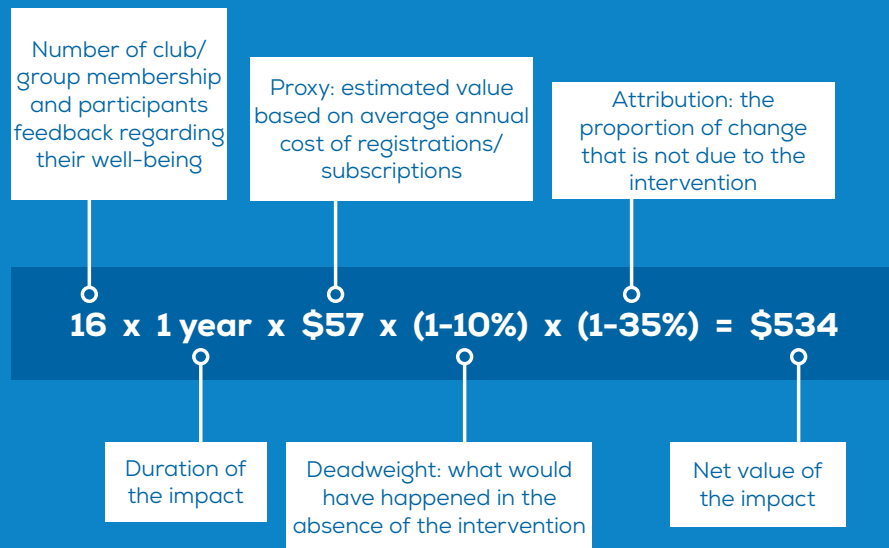 Number of club/
group membership
and participants
feedback regarding
their well-being
Proxy: estimated value
based on average annual
cost of registrations/
subscriptions
Attribution: the
proportion of change
that is not due to the
intervention
16 x 1 year x $57 x (1-10%) x (1-35%) = $534
Duration of
the impact
Deadweight: what would
have happened in the
absence of the intervention
Net value of
the impact